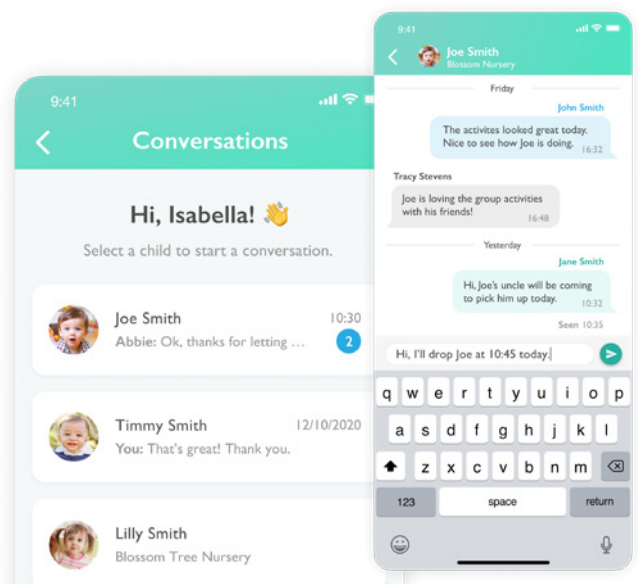 9:41
Conversations
Hi, Isabella! 👋
Select a child to start a conversation.
Joe Smith 10:30
Abbie: Ok, thanks for letting ... 2
Timmy Smith 12/10/2020
You: That's great! Thank you.
Lilly Smith
Blossom Tree Nursery
9:41
Joe Smith
Blossom Nursery
Friday
John Smith
The activites looked great today.
Nice to see how Joe is doing. 16:32
Tracy Stevens
Joe is loving the group activities
with his friends! 16:48
Yesterday
Jane Smith
Hi, Joe's uncle will be coming
to pick him up today. 10:32
Seen 10:35
Hi, I'll drop Joe at 10:45 today.
q w e r t y u i o p
a s d f g h j k l
z x c v b n m
123 space return